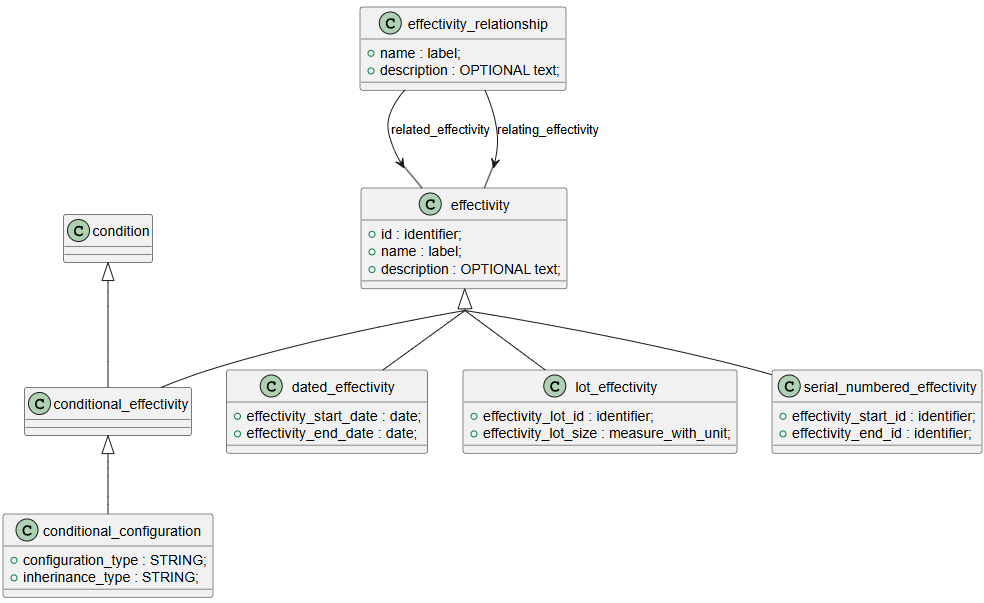 C effectivity_relationship
name : label;
description : OPTIONAL text;
related_effectivity
relating_effectivity
C effectivity
id : identifier;
name : label;
description : OPTIONAL text;
C condition
C conditional_effectivity
C dated_effectivity
effectivity_start_date : date;
effectivity_end_date : date;
C lot_effectivity
effectivity_lot_id : identifier;
effectivity_lot_size : measure_with_unit;
C serial_numbered_effectivity
effectivity_start_id : identifier;
effectivity_end_id : identifier;
C conditional_configuration
configuration_type : STRING;
inherinance_type : STRING;